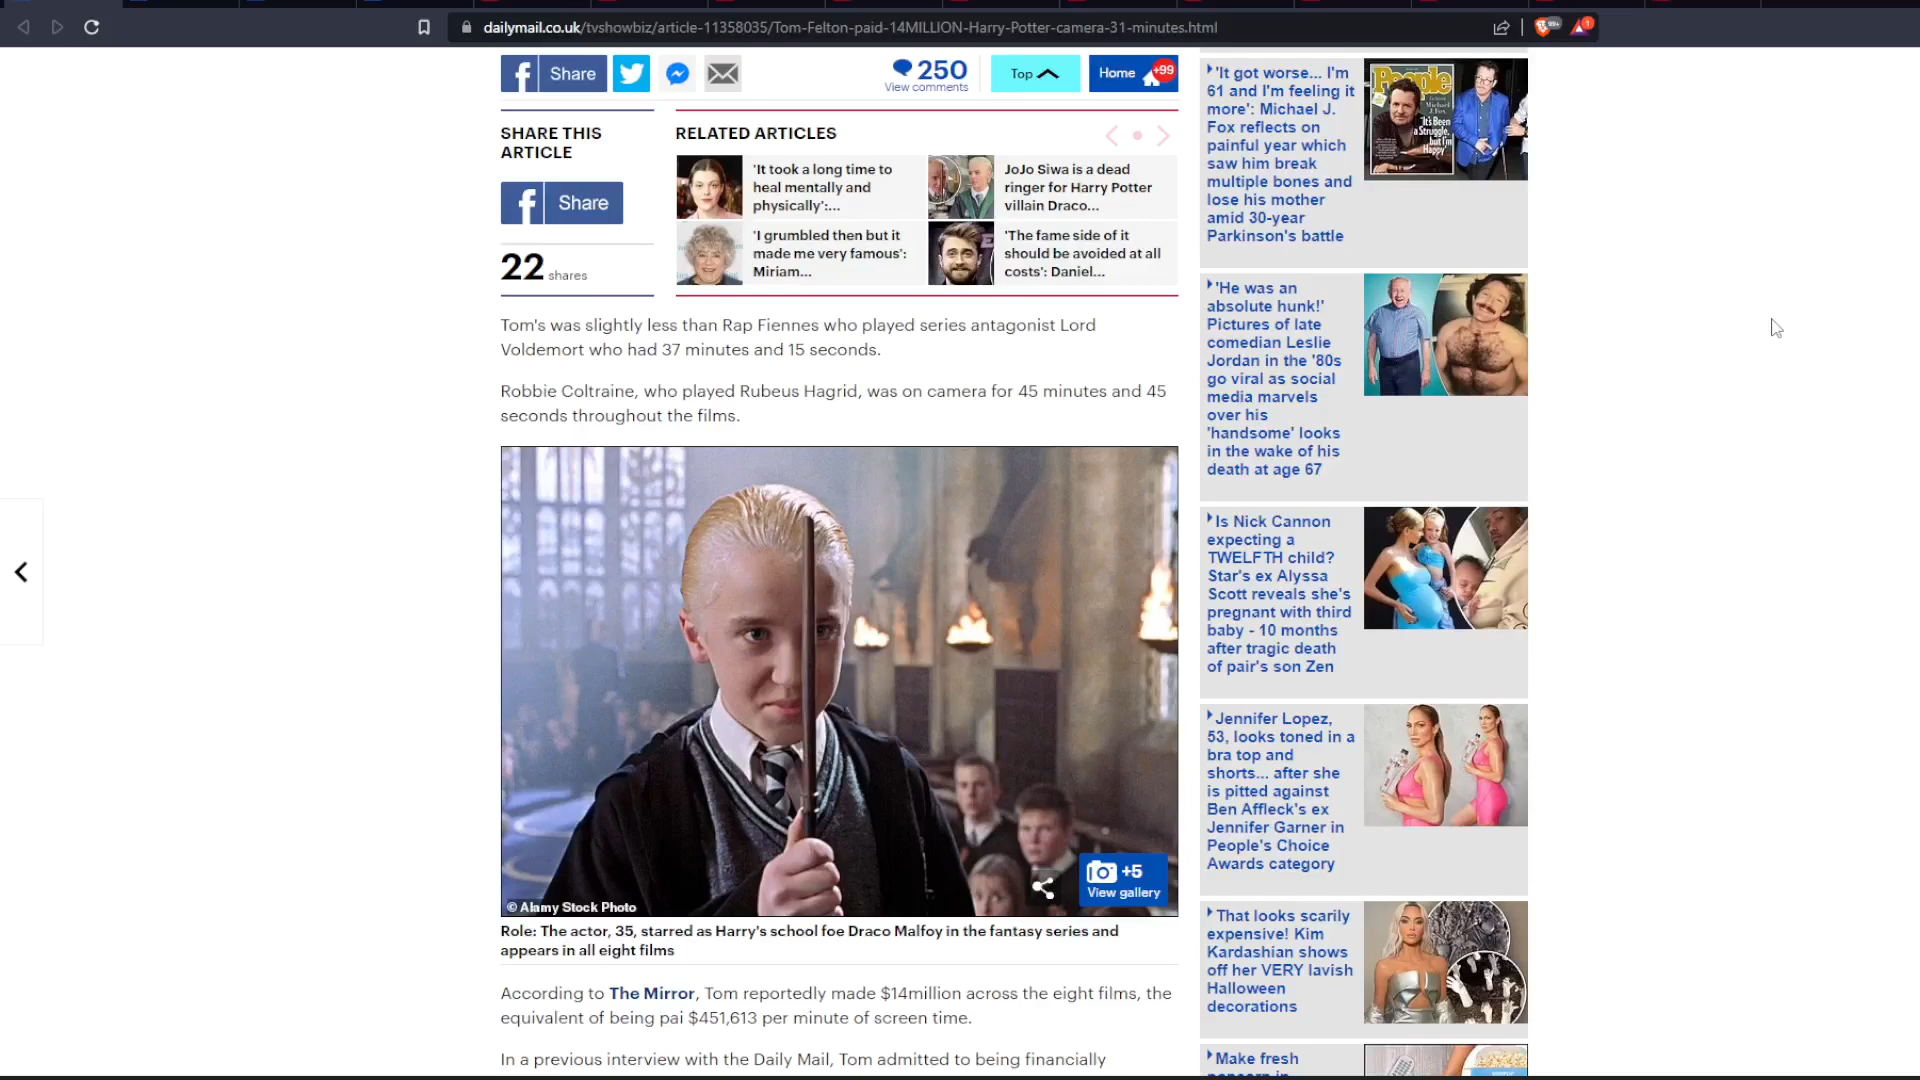 dailymail.co.uk/tvshowbiz/article-11358035/Tom-Felton-paid-14MILLION-Harry-Potter-camera-31-minutes.html
Share
250
View comments
Top
Home
+99
SHARE THIS
ARTICLE
Share
22 shares
RELATED ARTICLES
'It took a long time to
heal mentally and
physically':...
JoJo Siwa is a dead
ringer for Harry Potter
villain Draco...
'I grumbled then but it
made me very famous':
Miriam...
'The fame side of it
should be avoided at all
costs': Daniel...
Tom's was slightly less than Rap Fiennes who played series antagonist Lord
Voldemort who had 37 minutes and 15 seconds.
Robbie Coltraine, who played Rubeus Hagrid, was on camera for 45 minutes and 45
seconds throughout the films.
+5
View gallery
© Alamy Stock Photo
Role: The actor, 35, starred as Harry's school foe Draco Malfoy in the fantasy series and
appears in all eight films
According to The Mirror, Tom reportedly made $14million across the eight films, the
equivalent of being pai $451,613 per minute of screen time.
In a previous interview with the Daily Mail, Tom admitted to being financially
'It got worse... I'm
61 and I'm feeling it
more': Michael J.
Fox reflects on
painful year which
saw him break
multiple bones and
lose his mother
amid 30-year
Parkinson's battle
People
'It's Been
a Struggle,
but I'm
Happy'
'He was an
absolute hunk!'
Pictures of late
comedian Leslie
Jordan in the '80s
go viral as social
media marvels
over his
'handsome' looks
in the wake of his
death at age 67
Is Nick Cannon
expecting a
TWELFTH child?
Star's ex Alyssa
Scott reveals she's
pregnant with third
baby - 10 months
after tragic death
of pair's son Zen
Jennifer Lopez,
53, looks toned in a
bra top and
shorts... after she
is pitted against
Ben Affleck's ex
Jennifer Garner in
People's Choice
Awards category
That looks scarily
expensive! Kim
Kardashian shows
off her VERY lavish
Halloween
decorations
Make fresh